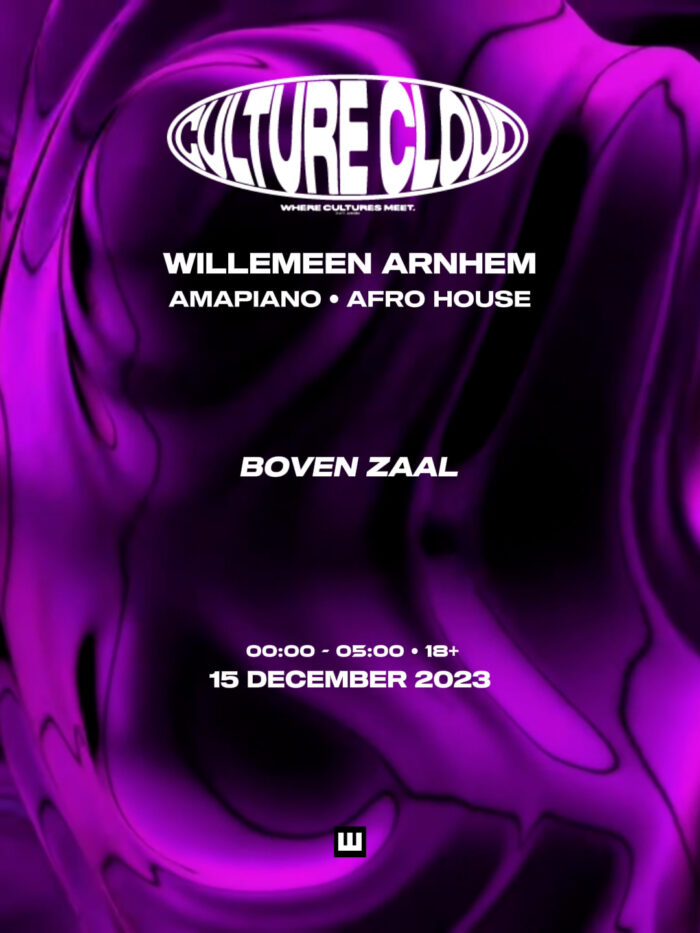 CULTURE CLOUD
WHERE CULTURES MEET.
WILLEMEEN ARNHEM
AMAPIANO • AFRO HOUSE
BOVEN ZAAL
00:00 - 05:00 • 18+
15 DECEMBER 2023
W